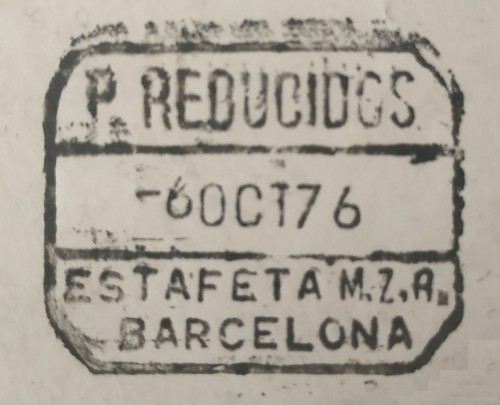 P. REDUCIDOS
-6OCT76
ESTAFETA M.Z.A.
BARCELONA